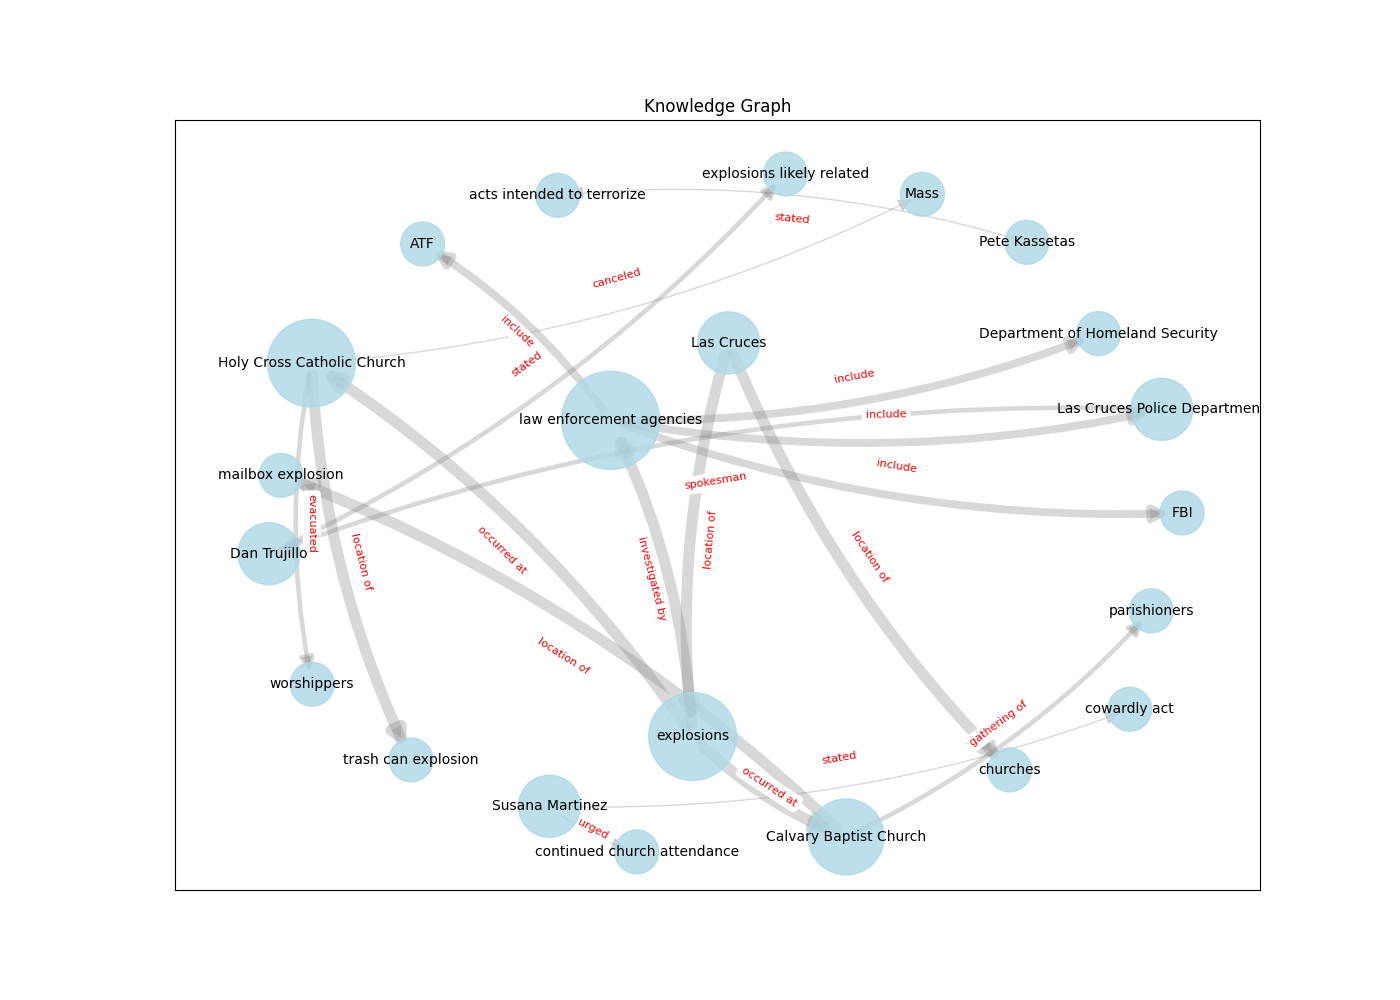 Knowledge Graph
explosions likely related
acts intended to terrorize
Mass
stated
Pete Kassetas
ATF
canceled
include
Las Cruces
Department of Homeland Security
Holy Cross Catholic Church
stated
include
Las Cruces Police Departmen
include
law enforcement agencies
include
mailbox explosion
spokesman
FBI
evacuated
Dan Trujillo
location of
occurred at
investigated by
location of
location of
parishioners
location of
worshippers
cowardly act
gathering of
explosions
trash can explosion
stated
churches
occurred at
Susana Martinez
urged
Calvary Baptist Church
continued church attendance